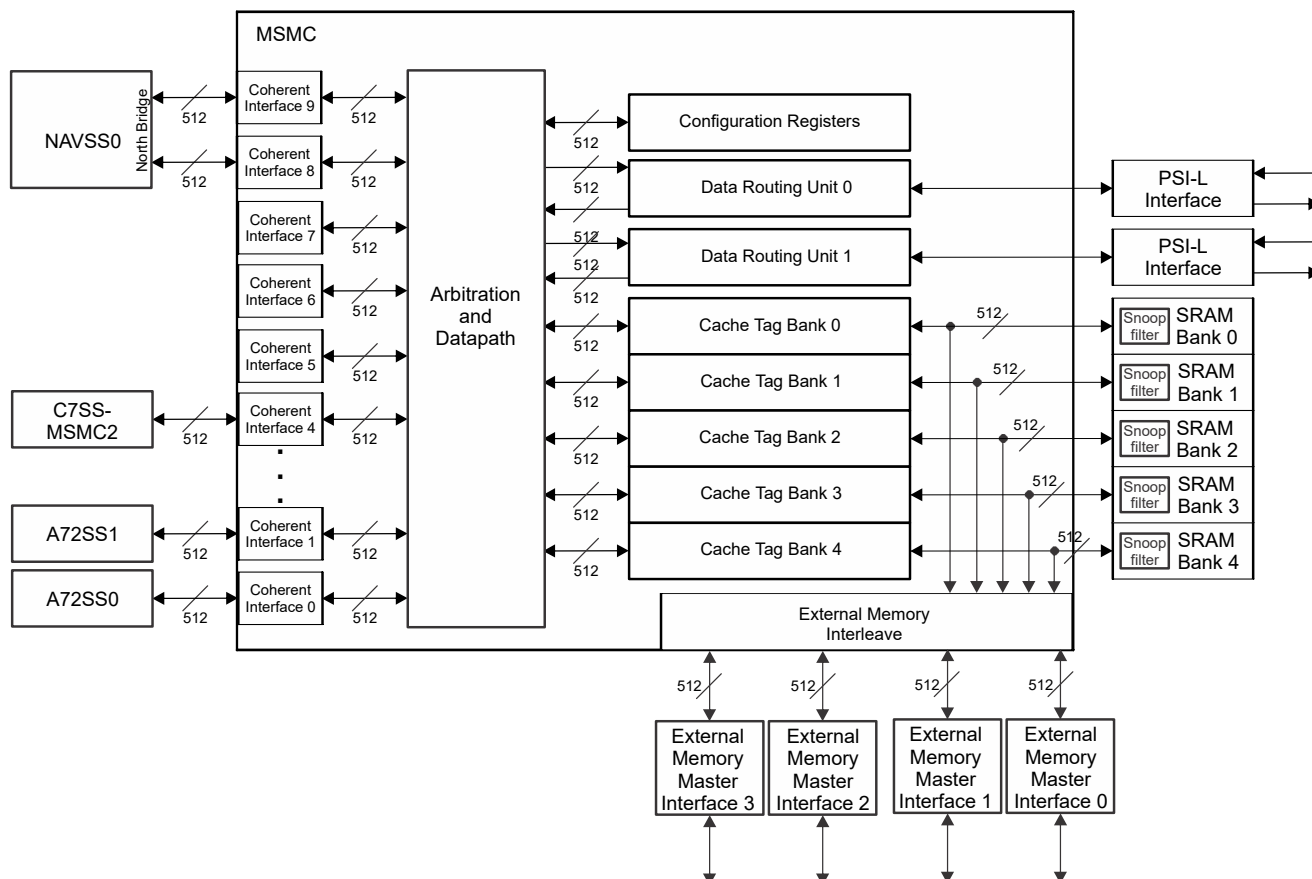 MSMC
NAVSS0
North Bridge
512
512
Coherent
Interface 9
512
Coherent
Interface 8
512
Coherent
Interface 7
512
Coherent
Interface 6
512
Coherent
Interface 5
512
C7SS-
MSMC2
512
Coherent
Interface 4
512
A72SS1
512
Coherent
Interface 1
512
A72SS0
512
Coherent
Interface 0
512
Arbitration
and
Datapath
512
512
512
512
512
512
512
512
512
512
Configuration Registers
Data Routing Unit 0
Data Routing Unit 1
Cache Tag Bank 0
Cache Tag Bank 1
Cache Tag Bank 2
Cache Tag Bank 3
Cache Tag Bank 4
512
512
512
512
512
PSI-L
Interface
PSI-L
Interface
Snoop
filter
SRAM
Bank 0
Snoop
filter
SRAM
Bank 1
Snoop
filter
SRAM
Bank 2
Snoop
filter
SRAM
Bank 3
Snoop
filter
SRAM
Bank 4
External Memory
Interleave
512
512
512
512
External
Memory
Master
Interface 3
External
Memory
Master
Interface 2
External
Memory
Master
Interface 1
External
Memory
Master
Interface 0